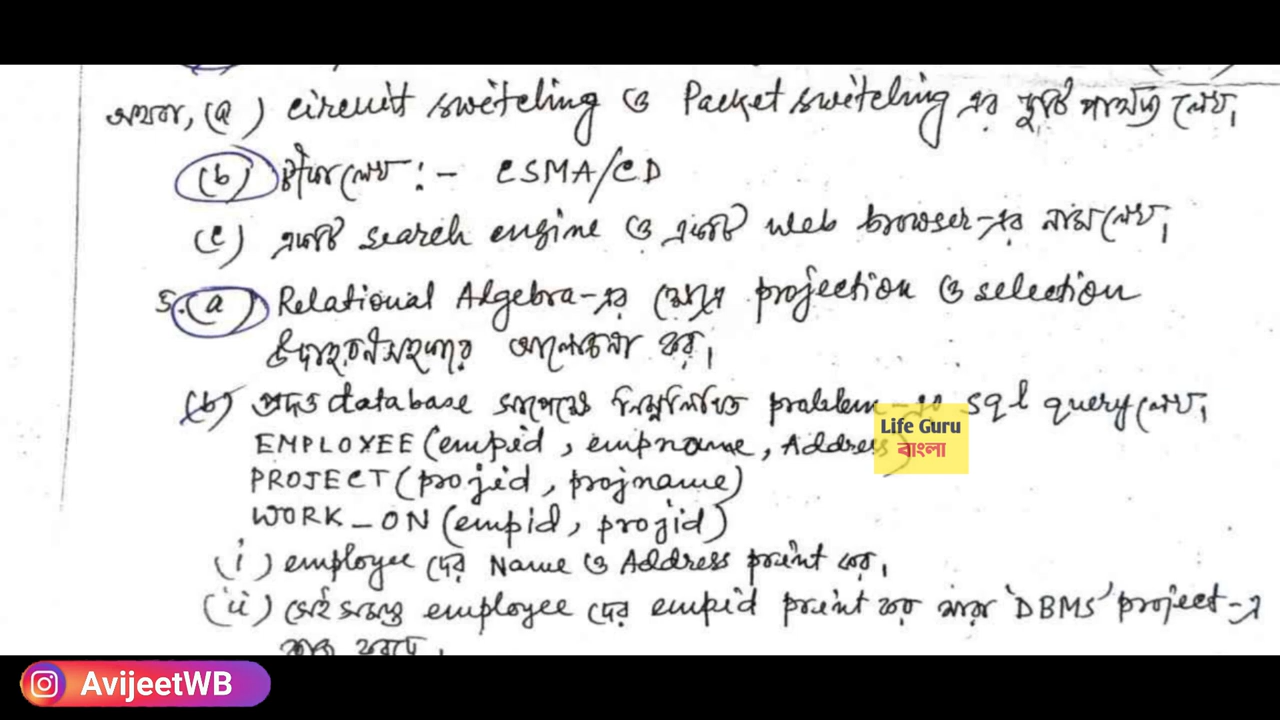 অথবা, (a) circuit switching ও Packet switching এর দুটি পার্থক্য লেখ।
(b) টীকা লেখ :- CSMA/CD
(c) একটি search engine ও একটি web browser-এর নাম লেখ।
5. (a) Relational Algebra-এর ক্ষেত্রে projection ও selection
উদাহরণসহযোগে আলোচনা কর।
(b) প্রদত্ত database সাপেক্ষে নিম্নলিখিত problem-এর sql query লেখ।
Life Guru
বাংলা
EMPLOYEE (empid, empname, Address)
PROJECT (projid, projname)
WORK_ON (empid, projid)
(i) employee দের Name ও Address print কর।
(ii) সেই সমস্ত employee দের empid print কর যারা 'DBMS' project-এ
কাজ করছে।
AvijeetWB